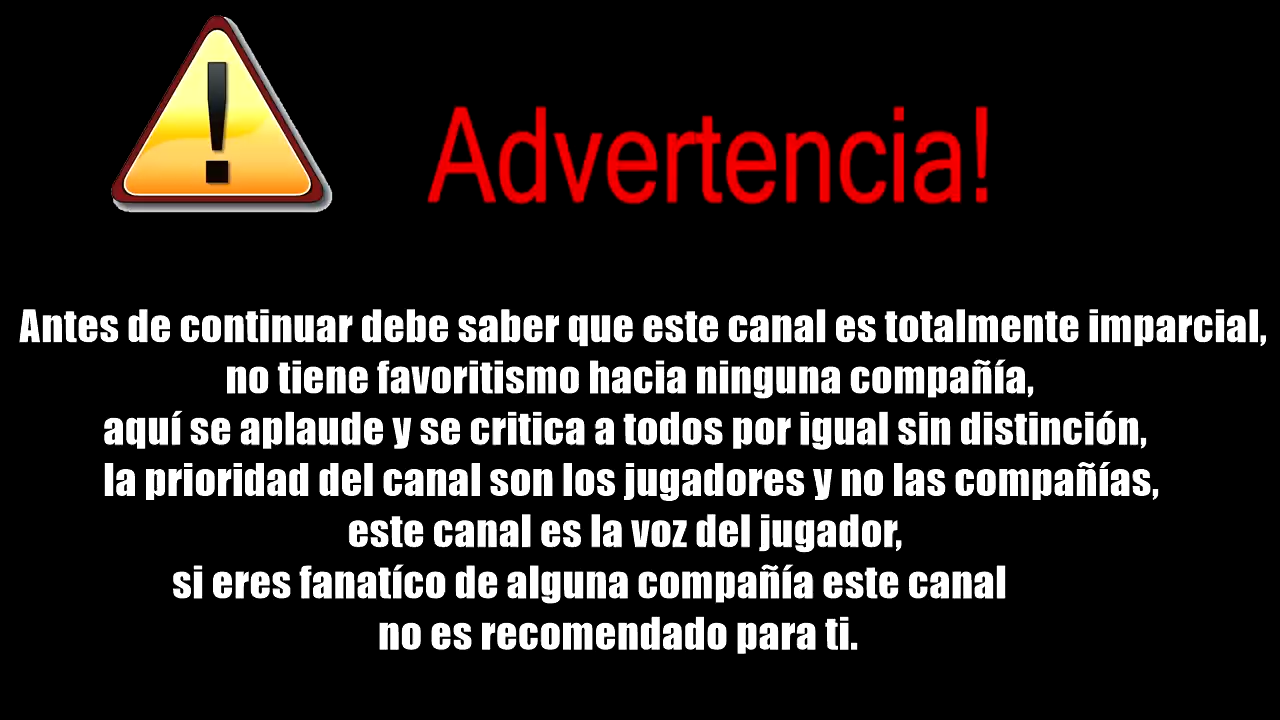 Advertencia!
Antes de continuar debe saber que este canal es totalmente imparcial,
no tiene favoritismo hacia ninguna compañía,
aquí se aplaude y se critica a todos por igual sin distinción,
la prioridad del canal son los jugadores y no las compañías,
este canal es la voz del jugador,
si eres fanatíco de alguna compañía este canal
no es recomendado para ti.